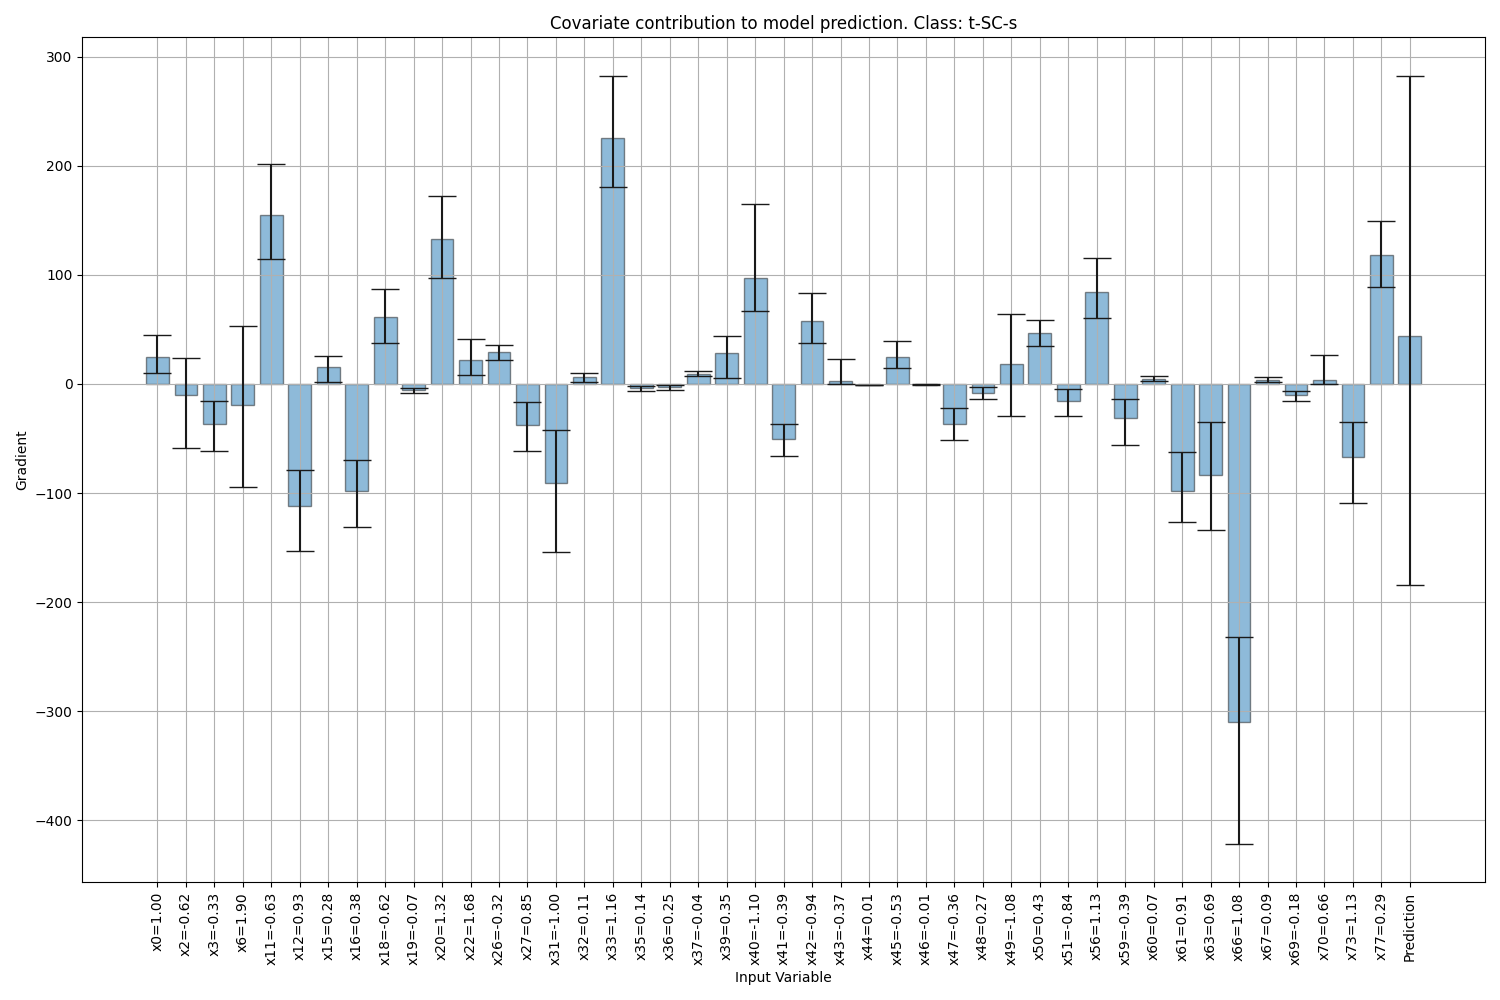 Covariate contribution to model prediction. Class: t-SC-s
300
200
100
0
−100
−200
−300
−400
Gradient
x0=1.00
x2=-0.62
x3=-0.33
x6=1.90
x11=-0.63
x12=0.93
x15=0.28
x16=0.38
x18=-0.62
x19=-0.07
x20=1.32
x22=1.68
x26=-0.32
x27=0.85
x31=-1.00
x32=0.11
x33=1.16
x35=0.14
x36=0.25
x37=-0.04
x39=0.35
x40=-1.10
x41=-0.39
x42=-0.94
x43=-0.37
x44=0.01
x45=-0.53
x46=-0.01
x47=-0.36
x48=0.27
x49=-1.08
x50=0.43
x51=-0.84
x56=1.13
x59=-0.39
x60=0.07
x61=0.91
x63=0.69
x66=1.08
x67=0.09
x69=-0.18
x70=0.66
x73=1.13
x77=0.29
Prediction
Input Variable